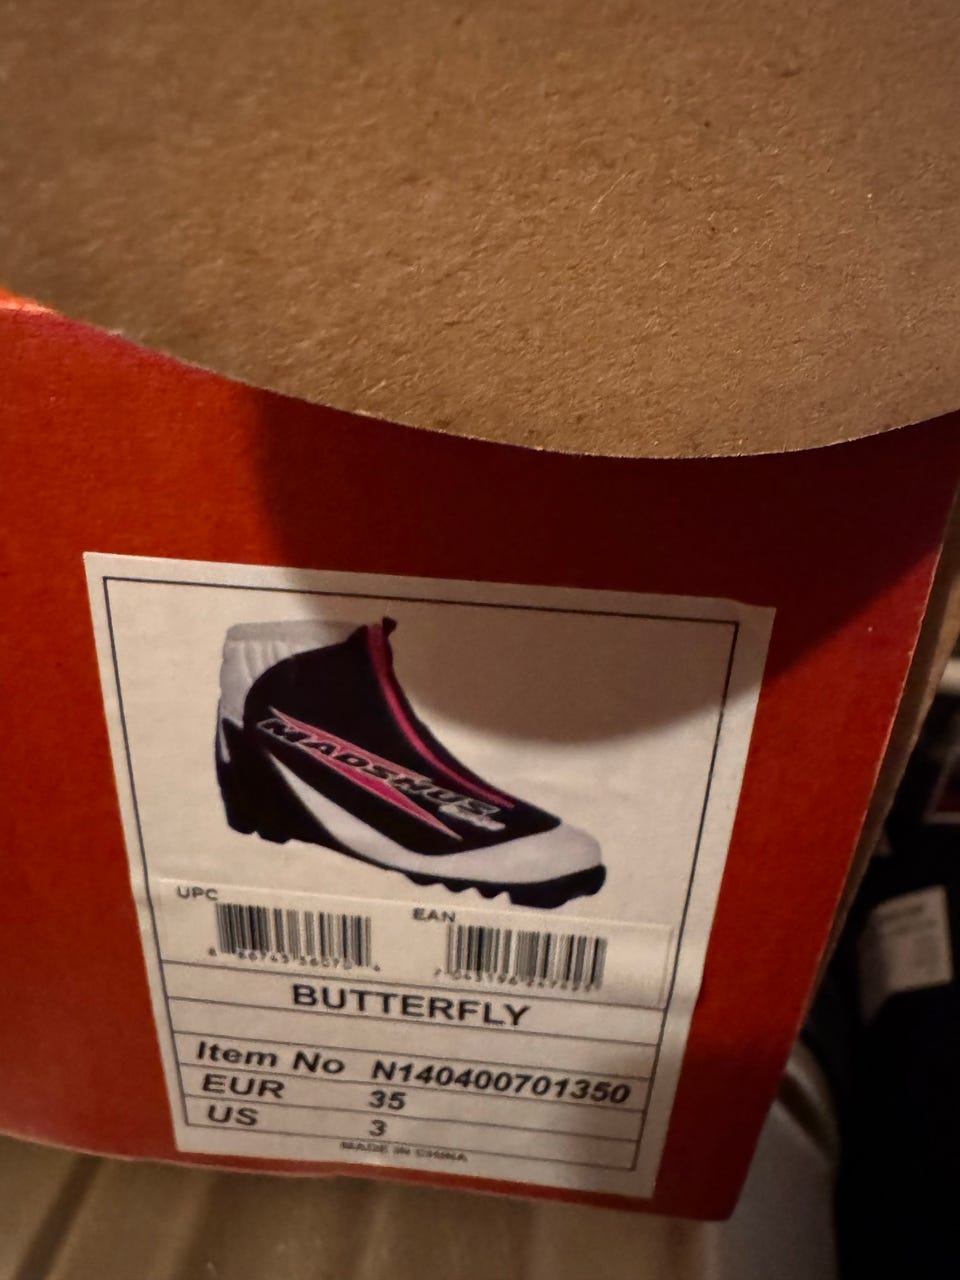 MADSHUS
UPC
EAN
BUTTERFLY
Item No N140400701350
EUR 35
US 3
MADE IN CHINA